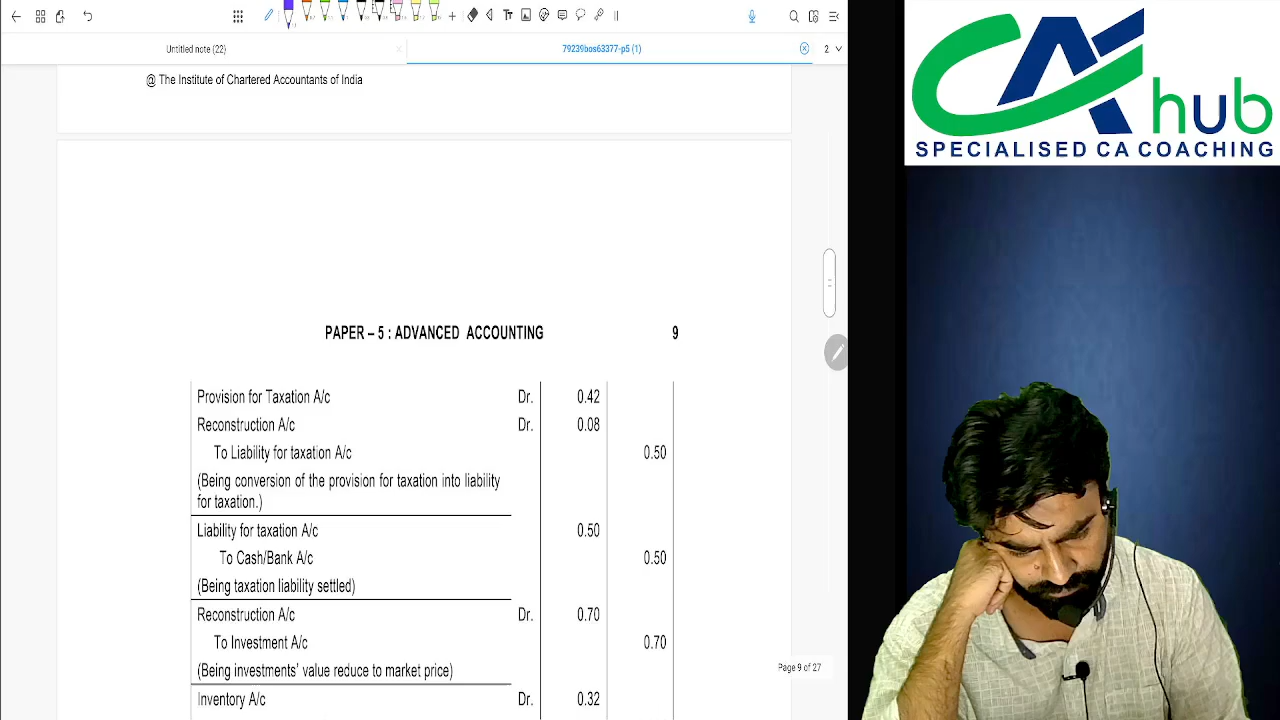 Untitled note (22)
79239bos63377-p5 (1)
2
@ The Institute of Chartered Accountants of India
PAPER – 5 : ADVANCED ACCOUNTING 9
Provision for Taxation A/c Dr. 0.42
Reconstruction A/c Dr. 0.08
To Liability for taxation A/c 0.50
(Being conversion of the provision for taxation into liability
for taxation.)
Liability for taxation A/c 0.50
To Cash/Bank A/c 0.50
(Being taxation liability settled)
Reconstruction A/c Dr. 0.70
To Investment A/c 0.70
(Being investments' value reduce to market price)
Inventory A/c Dr. 0.32
Page 9 of 27
CA hub
SPECIALISED CA COACHING